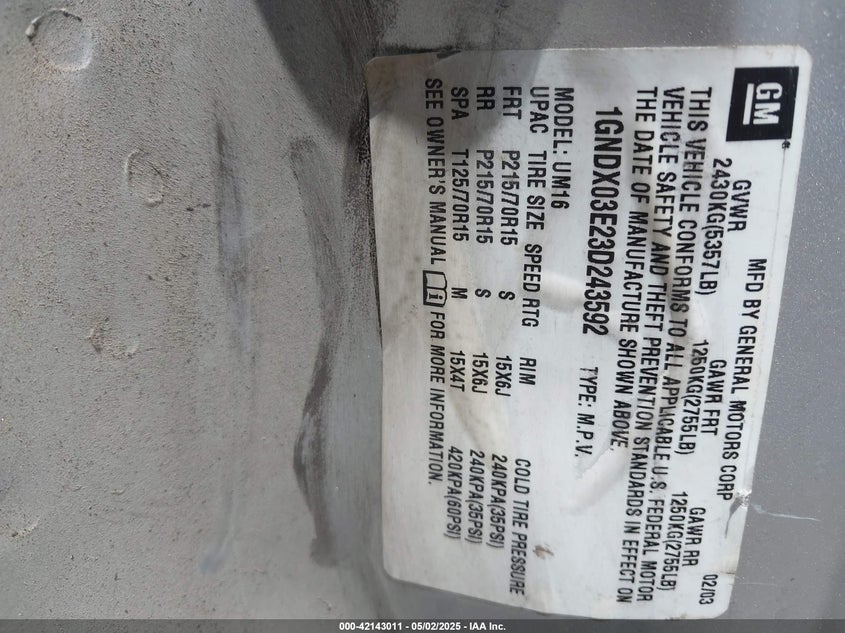 GM
MFD BY GENERAL MOTORS CORP 02/03
GVWR GAWR FRT GAWR RR
2430KG(5357LB) 1250KG(2755LB) 1250KG(2755LB)
THIS VEHICLE CONFORMS TO ALL APPLICABLE U.S. FEDERAL MOTOR
VEHICLE SAFETY AND THEFT PREVENTION STANDARDS IN EFFECT ON
THE DATE OF MANUFACTURE SHOWN ABOVE.
1GNDX03E23D243592 TYPE: M.P.V.
MODEL: UM16
UPAC TIRE SIZE SPEED RTG RIM COLD TIRE PRESSURE
FRT P215/70R15 S 15X6J 240KPA(35PSI)
RR P215/70R15 S 15X6J 240KPA(35PSI)
SPA T125/70R15 M 15X4T 420KPA(60PSI)
SEE OWNER'S MANUAL FOR MORE INFORMATION.
000-42143011 - 05/02/2025 - IAA Inc.